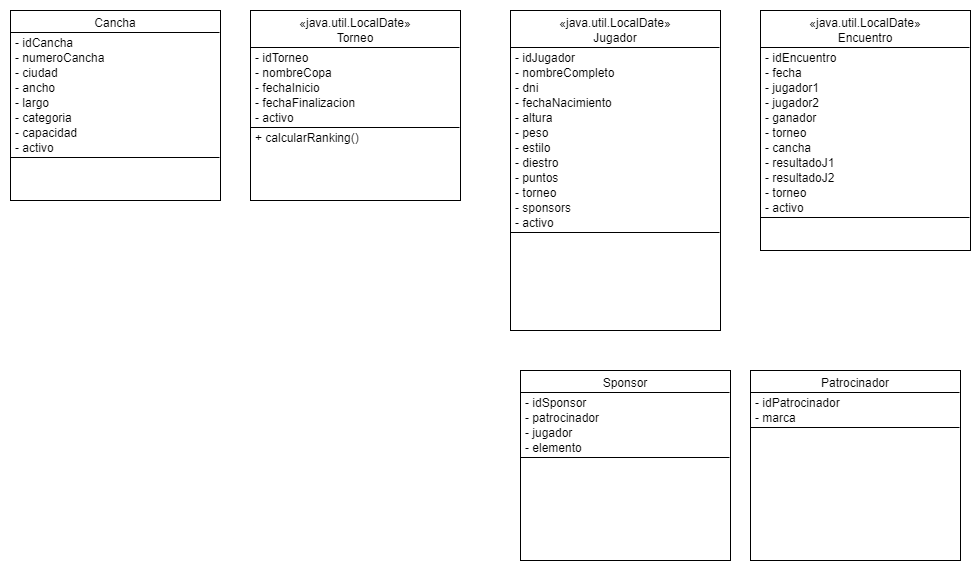 Cancha
- idCancha
- numeroCancha
- ciudad
- ancho
- largo
- categoria
- capacidad
- activo
«java.util.LocalDate»
Torneo
- idTorneo
- nombreCopa
- fechaInicio
- fechaFinalizacion
- activo
+ calcularRanking()
«java.util.LocalDate»
Jugador
- idJugador
- nombreCompleto
- dni
- fechaNacimiento
- altura
- peso
- estilo
- diestro
- puntos
- torneo
- sponsors
- activo
«java.util.LocalDate»
Encuentro
- idEncuentro
- fecha
- jugador1
- jugador2
- ganador
- torneo
- cancha
- resultadoJ1
- resultadoJ2
- torneo
- activo
Sponsor
- idSponsor
- patrocinador
- jugador
- elemento
Patrocinador
- idPatrocinador
- marca